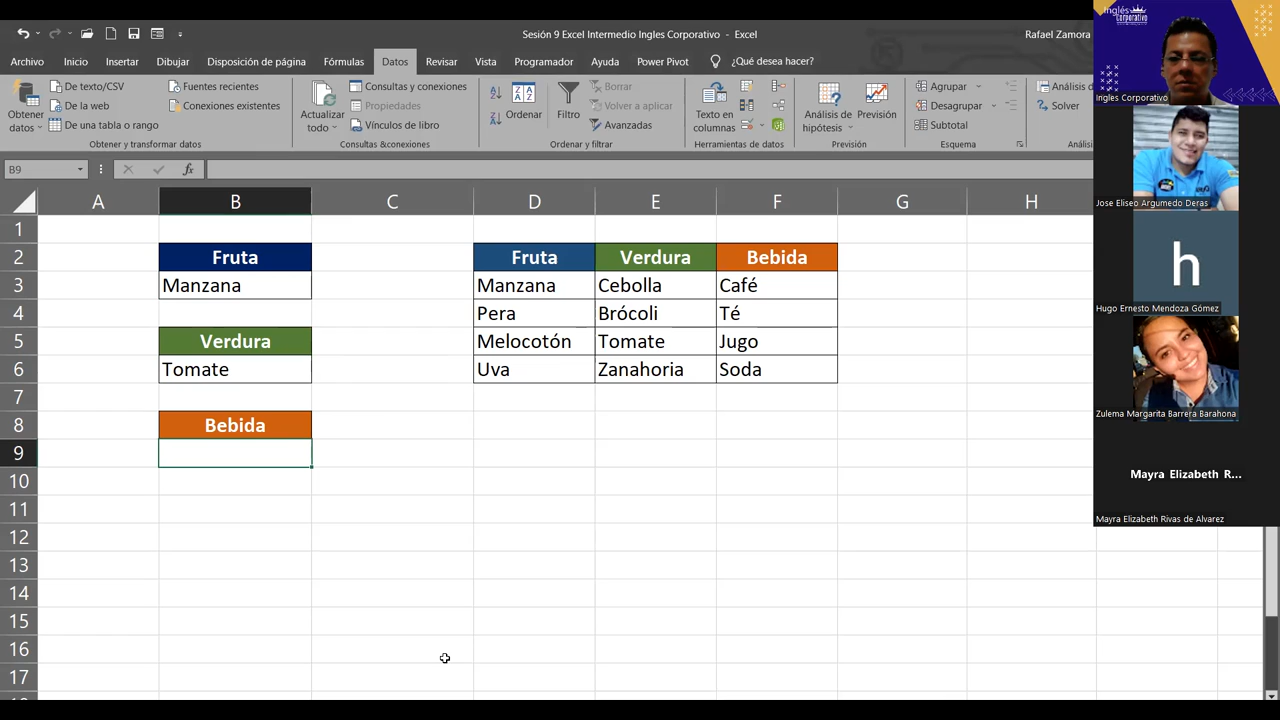 Sesión 9 Excel Intermedio Ingles Corporativo - Excel
Rafael Zamora
Archivo Inicio Insertar Dibujar Disposición de página Fórmulas Datos Revisar Vista Programador Ayuda Power Pivot ¿Qué desea hacer?
Obtener datos
De texto/CSV
De la web
De una tabla o rango
Fuentes recientes
Conexiones existentes
Obtener y transformar datos
Actualizar todo
Consultas y conexiones
Propiedades
Vínculos de libro
Consultas &conexiones
Ordenar
Filtro
Borrar
Volver a aplicar
Avanzadas
Ordenar y filtrar
Texto en columnas
Herramientas de datos
Análisis de hipótesis
Previsión
Previsión
Agrupar
Desagrupar
Subtotal
Esquema
Análisis d
Solver
Anál
B9
fx
A B C D E F G H
1
2 Fruta Fruta Verdura Bebida
3 Manzana Manzana Cebolla Café
4 Pera Brócoli Té
5 Verdura Melocotón Tomate Jugo
6 Tomate Uva Zanahoria Soda
7
8 Bebida
9
10
11
12
13
14
15
16
17
Inglés
Corporativo
Ingles Corporativo
Jose Eliseo Argumedo Deras
h
Hugo Ernesto Mendoza Gómez
Zulema Margarita Barrera Barahona
Mayra Elizabeth R...
Mayra Elizabeth Rivas de Alvarez